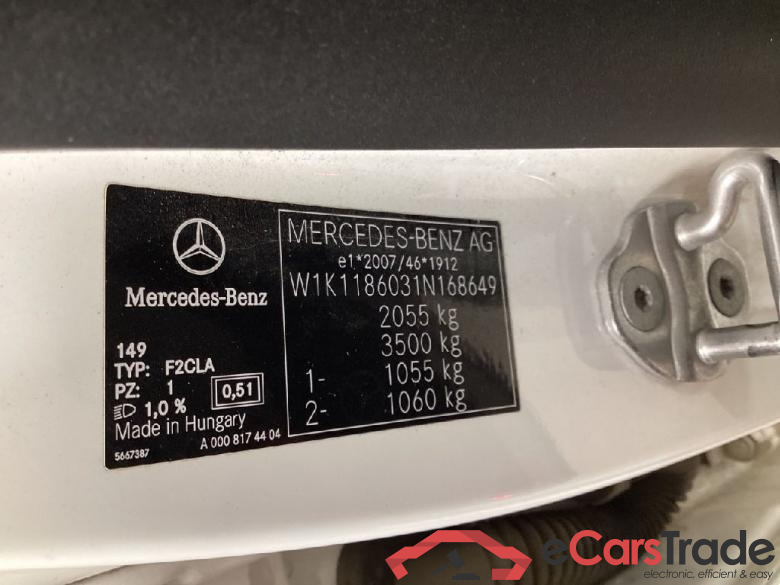 Mercedes-Benz
149
TYP: F2CLA
PZ: 1
0,51
1,0 %
Made in Hungary
A 000 817 44 04
5667387
MERCEDES-BENZ AG
e1*2007/46*1912
W1K1186031N168649
2055 kg
3500 kg
1- 1055 kg
2- 1060 kg
eCarsTrade
electronic, efficient & easy